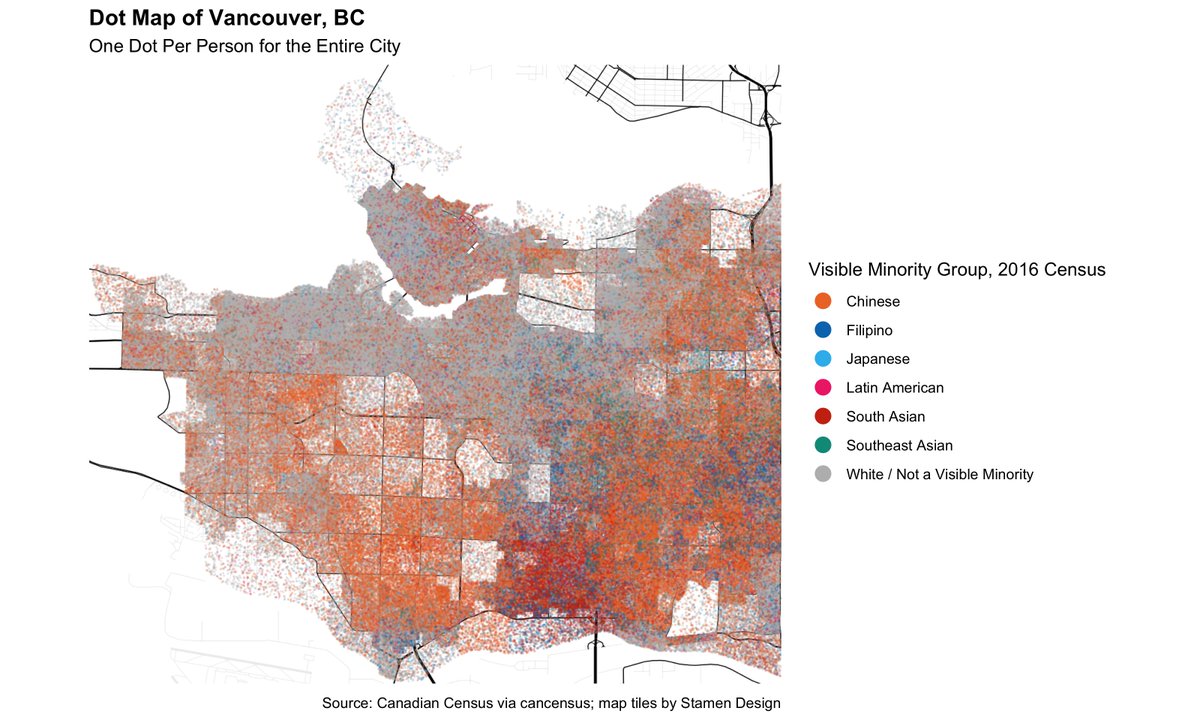 Dot Map of Vancouver, BC
One Dot Per Person for the Entire City
Visible Minority Group, 2016 Census
Chinese
Filipino
Japanese
Latin American
South Asian
Southeast Asian
White / Not a Visible Minority
Source: Canadian Census via cancensus; map tiles by Stamen Design